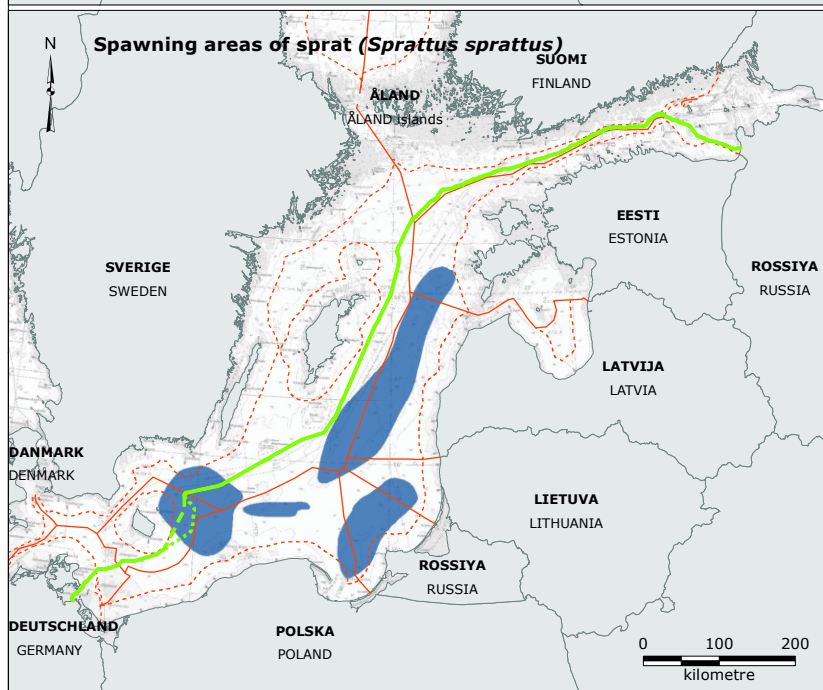 Spawning areas of sprat (Sprattus sprattus)
N
SUOMI
FINLAND
ÅLAND
ÅLAND islands
EESTI
ESTONIA
SVERIGE
SWEDEN
ROSSIYA
RUSSIA
LATVIJA
LATVIA
DANMARK
DENMARK
LIETUVA
LITHUANIA
ROSSIYA
RUSSIA
DEUTSCHLAND
GERMANY
POLSKA
POLAND
0 100 200
kilometre